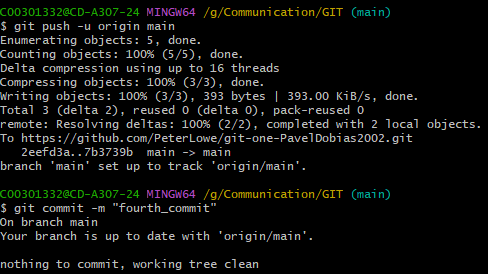 C00301332@CD-A307-24 MINGW64 /g/Communication/GIT (main)
$ git push -u origin main
Enumerating objects: 5, done.
Counting objects: 100% (5/5), done.
Delta compression using up to 16 threads
Compressing objects: 100% (3/3), done.
Writing objects: 100% (3/3), 393 bytes | 393.00 KiB/s, done.
Total 3 (delta 2), reused 0 (delta 0), pack-reused 0
remote: Resolving deltas: 100% (2/2), completed with 2 local objects.
To https://github.com/PeterLowe/git-one-PavelDobias2002.git
   2eefd3a..7b3739b  main -> main
branch 'main' set up to track 'origin/main'.

C00301332@CD-A307-24 MINGW64 /g/Communication/GIT (main)
$ git commit -m "fourth_commit"
On branch main
Your branch is up to date with 'origin/main'.

nothing to commit, working tree clean